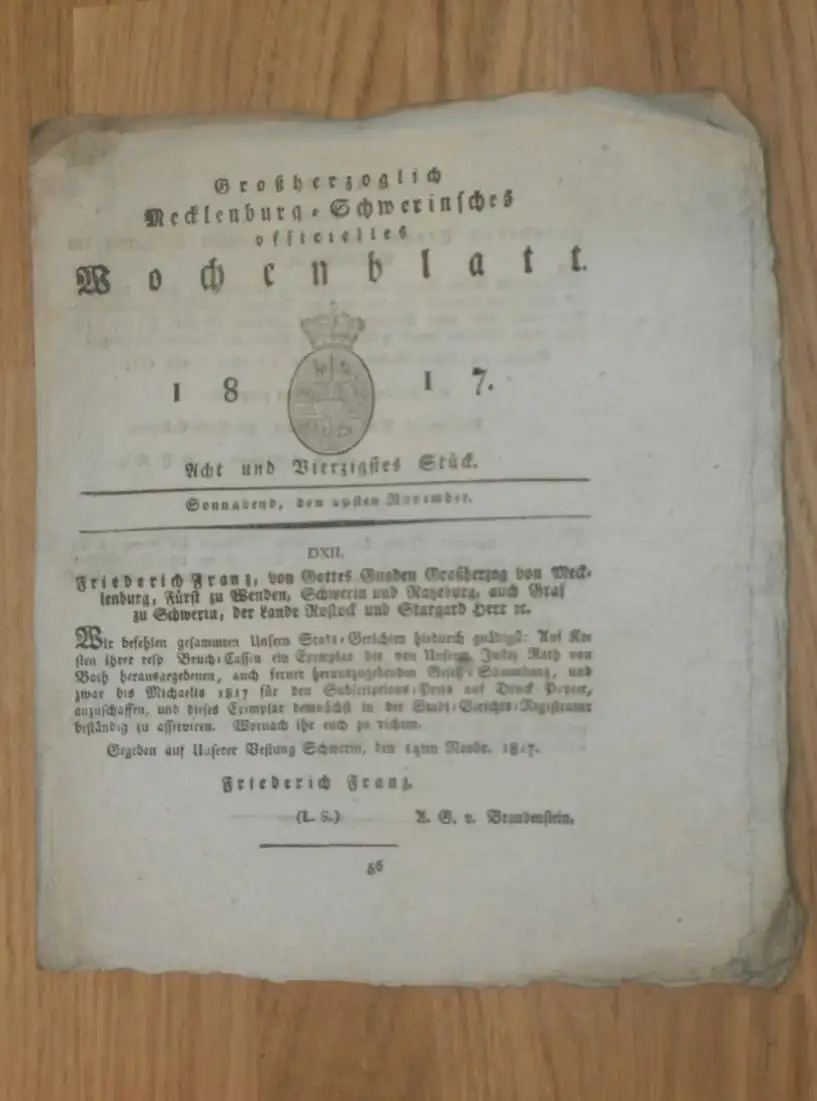 Großherzoglich
Mecklenburg-Schwerinsches
officielles
Wochenblatt.
1817.
Acht und Vierzigstes Stück.
Sonnabend, den 29sten November.
DXII.
Friederich Franz, von Gottes Gnaden Großherzog von Meck-
lenburg, Fürst zu Wenden, Schwerin und Ratzeburg, auch Graf
zu Schwerin, der Lande Rostock und Stargard Herr ꝛc.
Wir befehlen gesammten Unsern Stadt-Gerichten hiedurch gnädigst: Auf Ko-
sten ihrer resp. Bruch-Cassen ein Exemplar der von Unserm Justiz Rath von
Both herausgegebenen, auch ferner herauszugebenden Gesetz-Sammlung, und
zwar bis Michaelis 1817 für den Subscriptions-Preis auf Druck Papier,
anzuschaffen, und dieses Exemplar demnächst in der Stadt-Gerichts-Registratur
beständig zu asserviren. Wornach ihr euch zu richten.
Gegeben auf Unserer Vestung Schwerin, den 14ten Novbr. 1817.
Friederich Franz.
(L. S.) A. G. v. Brandenstein.
56